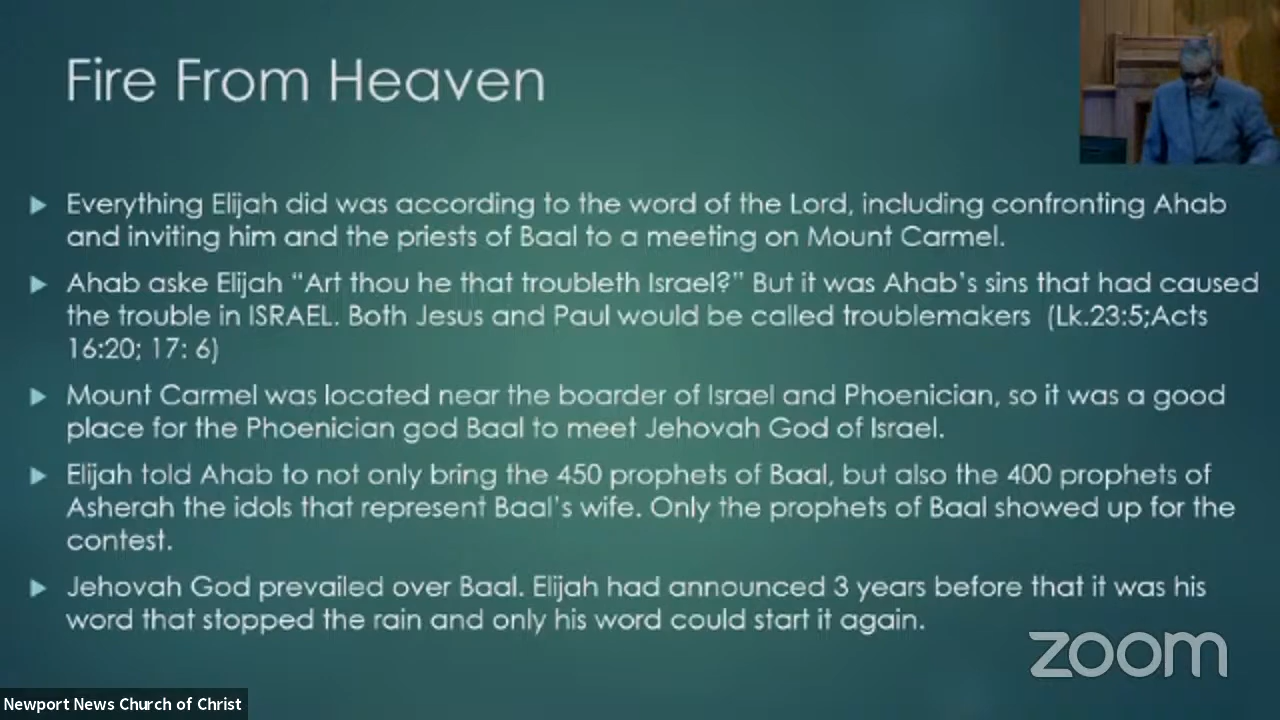 Fire From Heaven
Everything Elijah did was according to the word of the Lord, including confronting Ahab
and inviting him and the priests of Baal to a meeting on Mount Carmel.
Ahab aske Elijah “Art thou he that troubleth Israel?” But it was Ahab’s sins that had caused
the trouble in ISRAEL. Both Jesus and Paul would be called troublemakers (Lk.23:5;Acts
16:20; 17: 6)
Mount Carmel was located near the boarder of Israel and Phoenician, so it was a good
place for the Phoenician god Baal to meet Jehovah God of Israel.
Elijah told Ahab to not only bring the 450 prophets of Baal, but also the 400 prophets of
Asherah the idols that represent Baal’s wife. Only the prophets of Baal showed up for the
contest.
Jehovah God prevailed over Baal. Elijah had announced 3 years before that it was his
word that stopped the rain and only his word could start it again.
zoom
Newport News Church of Christ